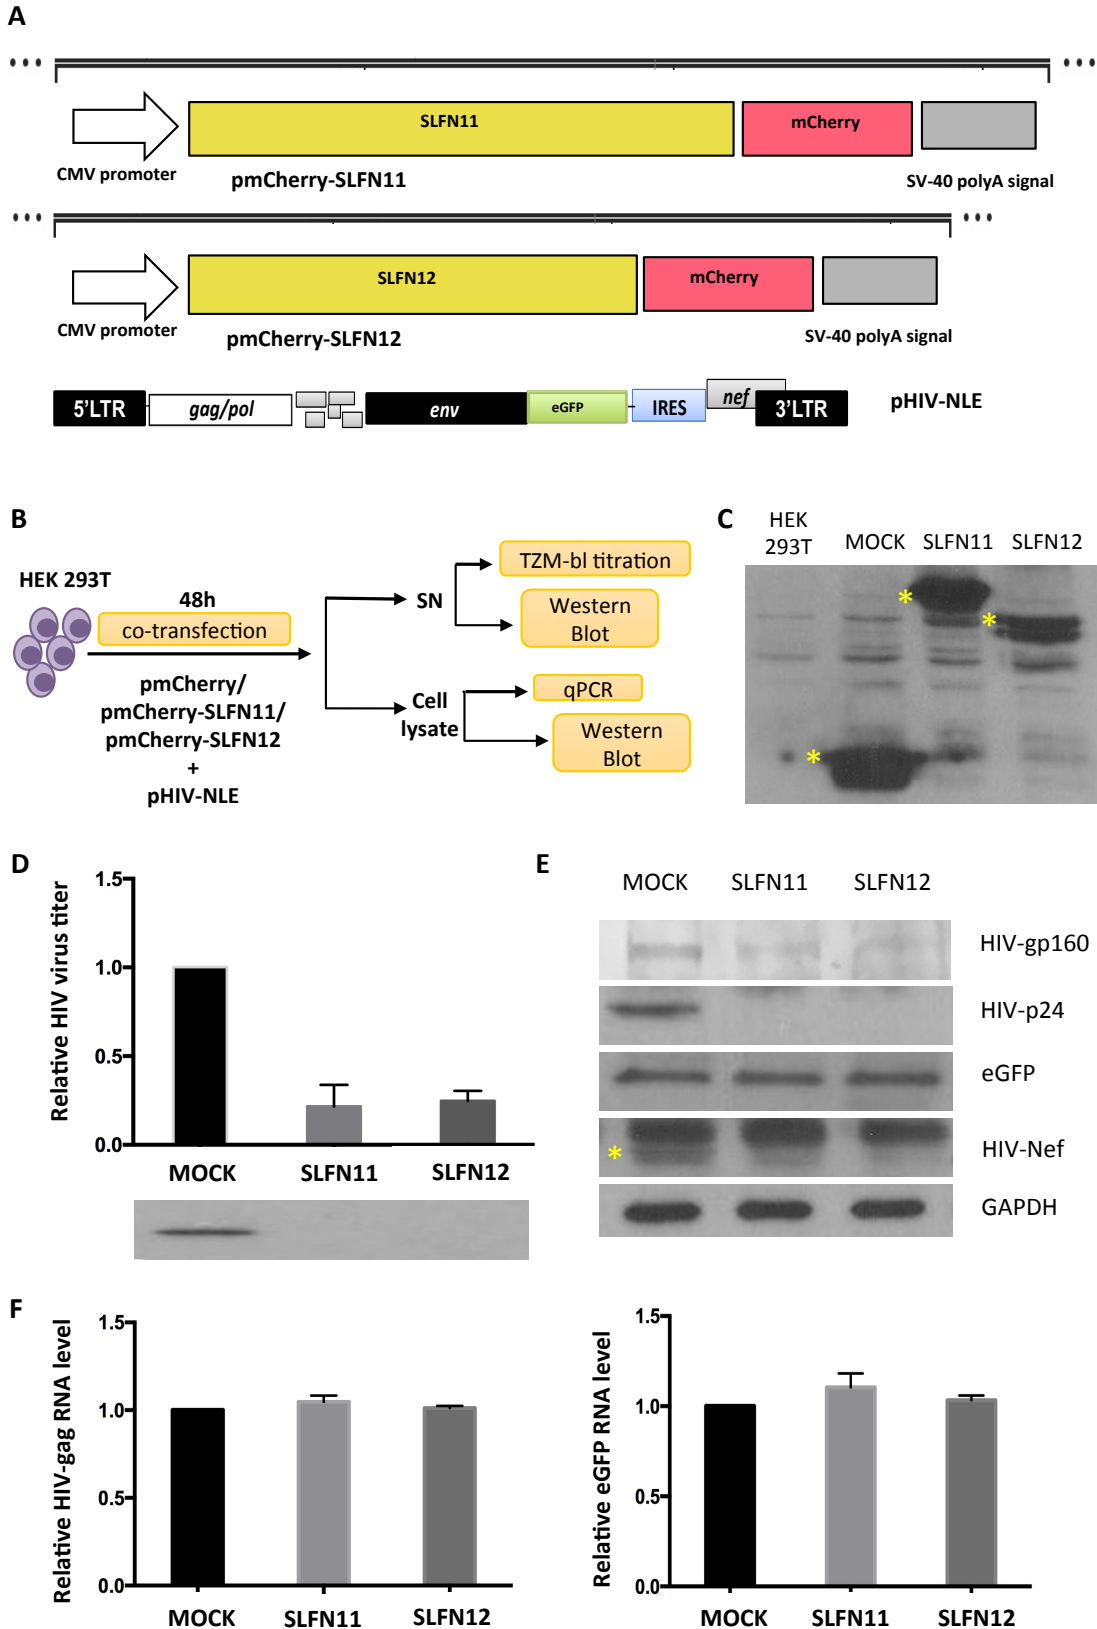 A
SLFN11
mCherry
CMV promoter
pmCherry-SLFN11
SV-40 polyA signal
SLFN12
mCherry
CMV promoter
pmCherry-SLFN12
SV-40 polyA signal
5'LTR
gag/pol
env
eGFP
IRES
nef
3'LTR
pHIV-NLE
B
HEK 293T
48h
co-transfection
pmCherry/
pmCherry-SLFN11/
pmCherry-SLFN12
+
pHIV-NLE
SN
TZM-bl titration
Western
Blot
Cell
lysate
qPCR
Western
Blot
C
HEK
293T
MOCK
SLFN11
SLFN12
*
*
*
D
Relative HIV virus titer
1.5
1.0
0.5
0.0
MOCK
SLFN11
SLFN12
E
MOCK
SLFN11
SLFN12
HIV-gp160
HIV-p24
eGFP
*
HIV-Nef
GAPDH
F
Relative HIV-gag RNA level
1.5
1.0
0.5
0.0
MOCK
SLFN11
SLFN12
Relative eGFP RNA level
1.5
1.0
0.5
0.0
MOCK
SLFN11
SLFN12